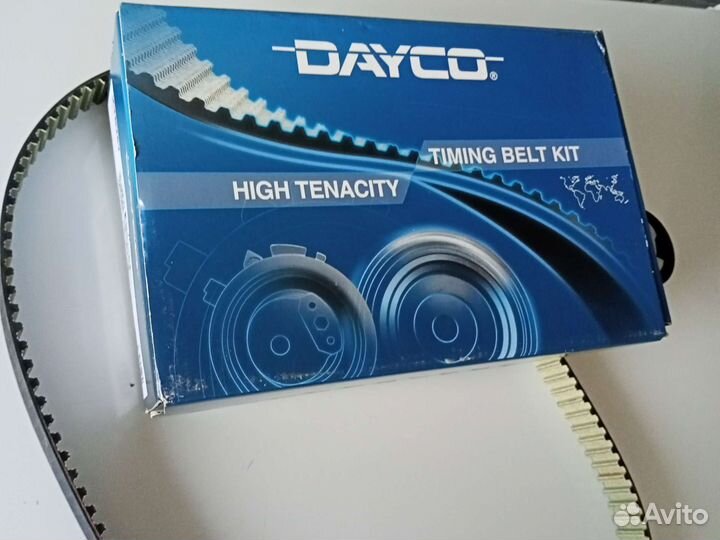 DAYCO®
TIMING BELT KIT
HIGH TENACITY
Avito